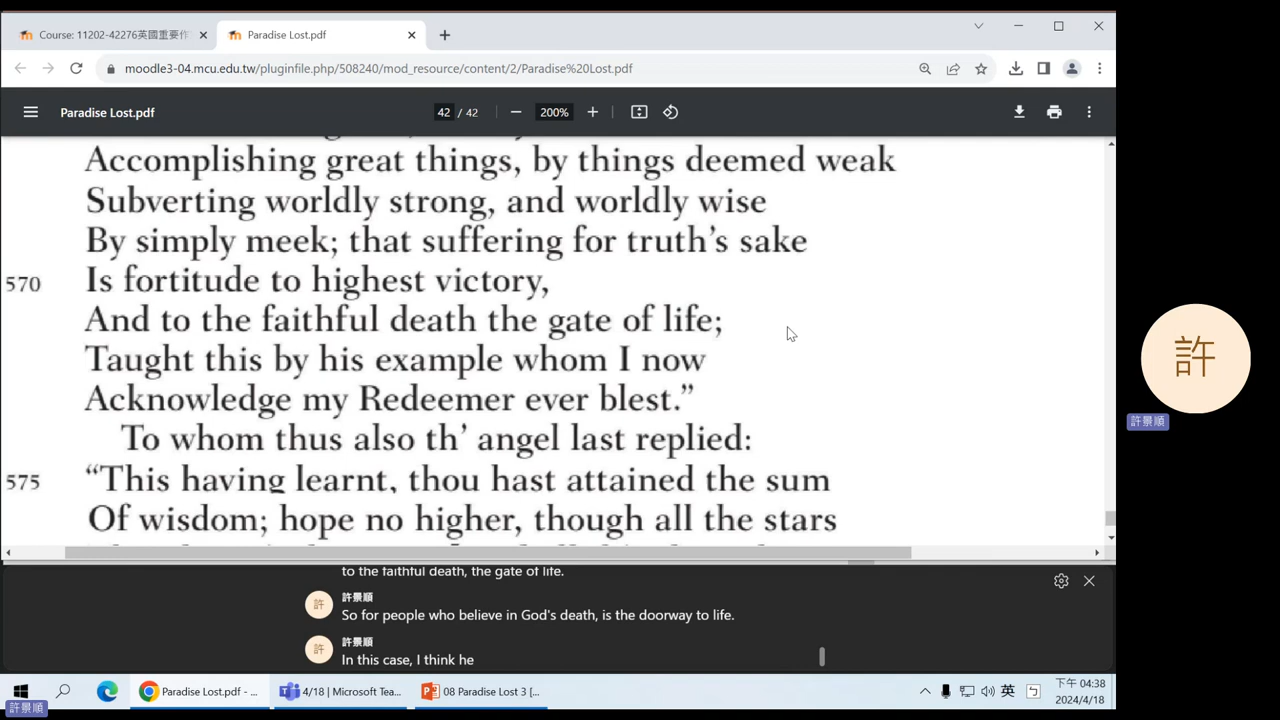 Course: 11202-42276英國重要作
Paradise Lost.pdf
moodle3-04.mcu.edu.tw/pluginfile.php/508240/mod_resource/content/2/Paradise%20Lost.pdf
Paradise Lost.pdf
42 / 42
200%
Accomplishing great things, by things deemed weak
Subverting worldly strong, and worldly wise
By simply meek; that suffering for truth's sake
570 Is fortitude to highest victory,
And to the faithful death the gate of life;
Taught this by his example whom I now
Acknowledge my Redeemer ever blest.”
To whom thus also th' angel last replied:
575 “This having learnt, thou hast attained the sum
Of wisdom; hope no higher, though all the stars
to the faithful death, the gate of life.
許
許景順
So for people who believe in God's death, is the doorway to life.
許
許景順
In this case, I think he
許
許景順
Paradise Lost.pdf - ...
4/18 | Microsoft Tea...
08 Paradise Lost 3 [...
英
下午 04:38
2024/4/18
許景順